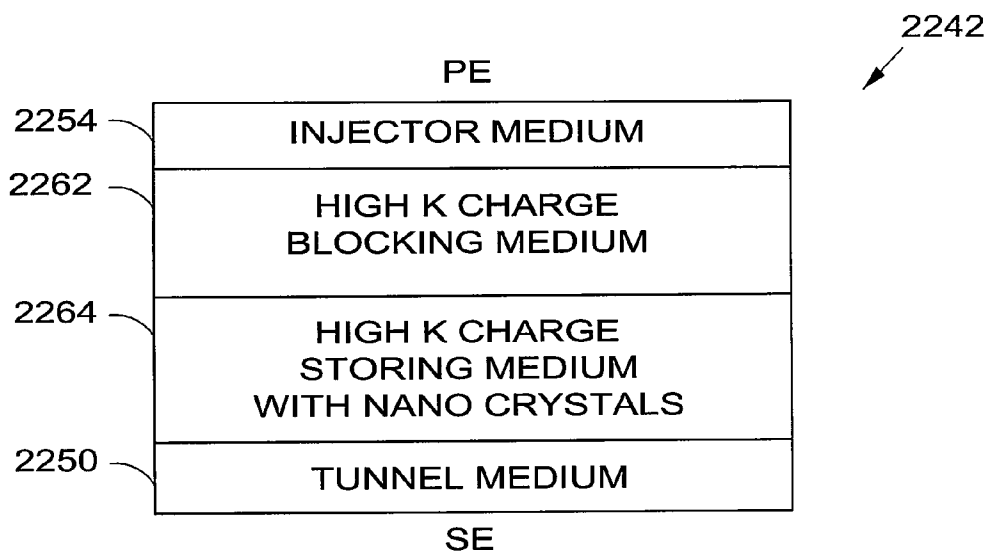 2242
PE
2254
INJECTOR MEDIUM
2262
HIGH K CHARGE
BLOCKING MEDIUM
2264
HIGH K CHARGE
STORING MEDIUM
WITH NANO CRYSTALS
2250
TUNNEL MEDIUM
SE